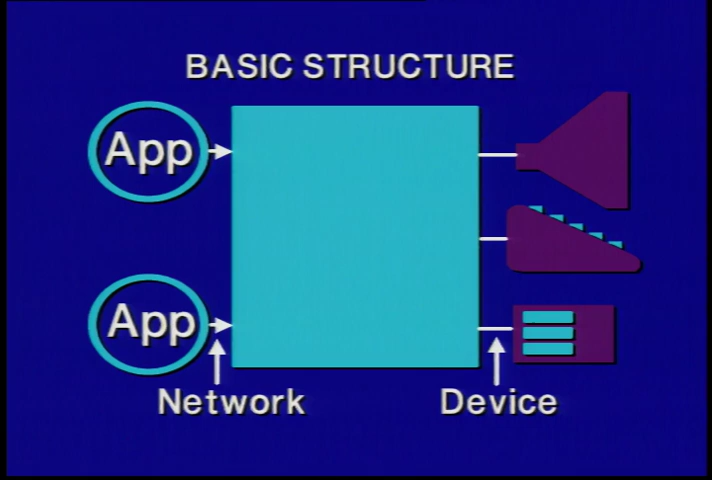 BASIC STRUCTURE
App
App
Network
Device